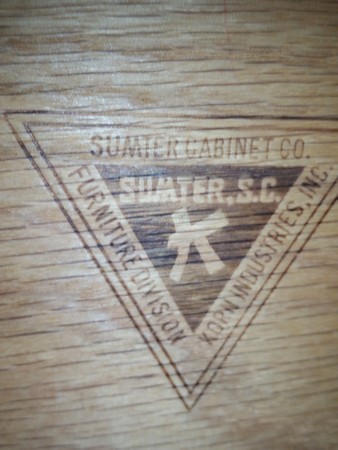 SUMTER CABINET CO.
SUMTER, S.C.
FURNITURE DIVISION
KORN INDUSTRIES, INC.